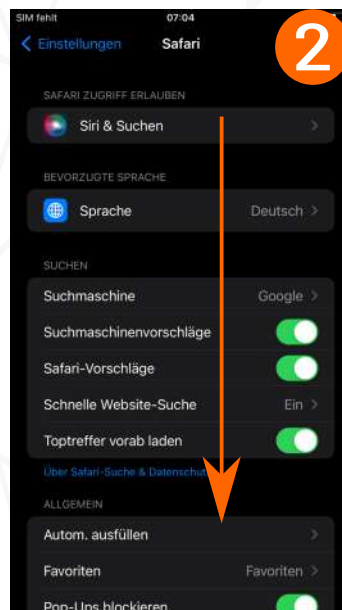 SIM fehlt 07:04
Einstellungen Safari
2
SAFARI ZUGRIFF ERLAUBEN
Siri & Suchen
BEVORZUGTE SPRACHE
Sprache Deutsch
SUCHEN
Suchmaschine Google
Suchmaschinenvorschläge
Safari-Vorschläge
Schnelle Website-Suche Ein
Toptreffer vorab laden
Über Safari-Suche & Datenschut
ALLGEMEIN
Autom. ausfüllen
Favoriten Favoriten
Pop-Ups blockieren